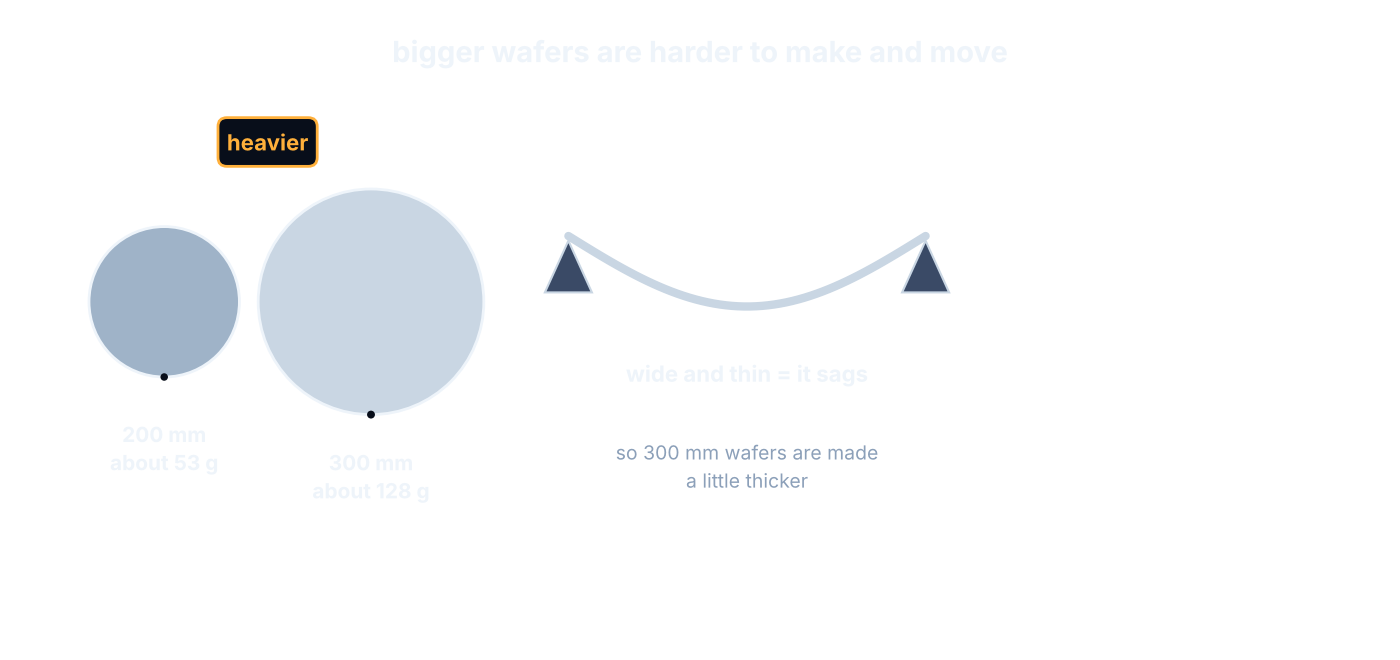 bigger wafers are harder to make and move
heavier
200 mm
about 53 g
300 mm
about 128 g
wide and thin = it sags
so 300 mm wafers are made
a little thicker